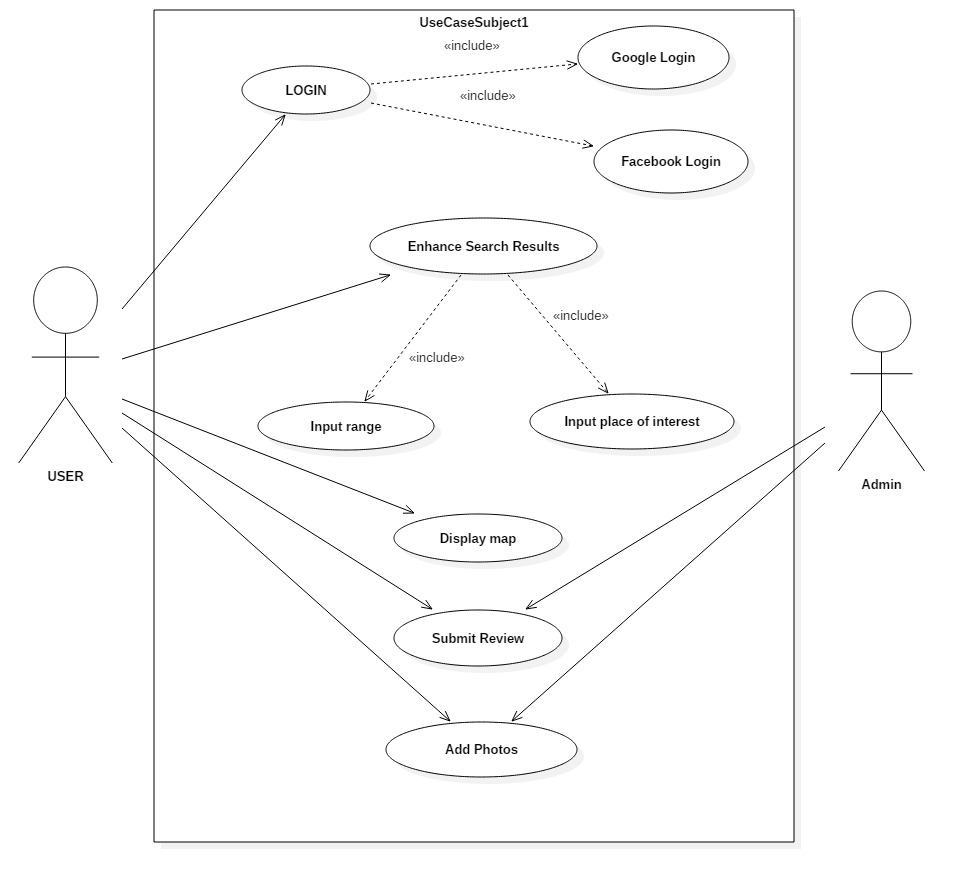 UseCaseSubject1
«include»
Google Login
LOGIN
«include»
Facebook Login
Enhance Search Results
«include»
«include»
Input place of interest
Input range
USER
Admin
Display map
Submit Review
Add Photos